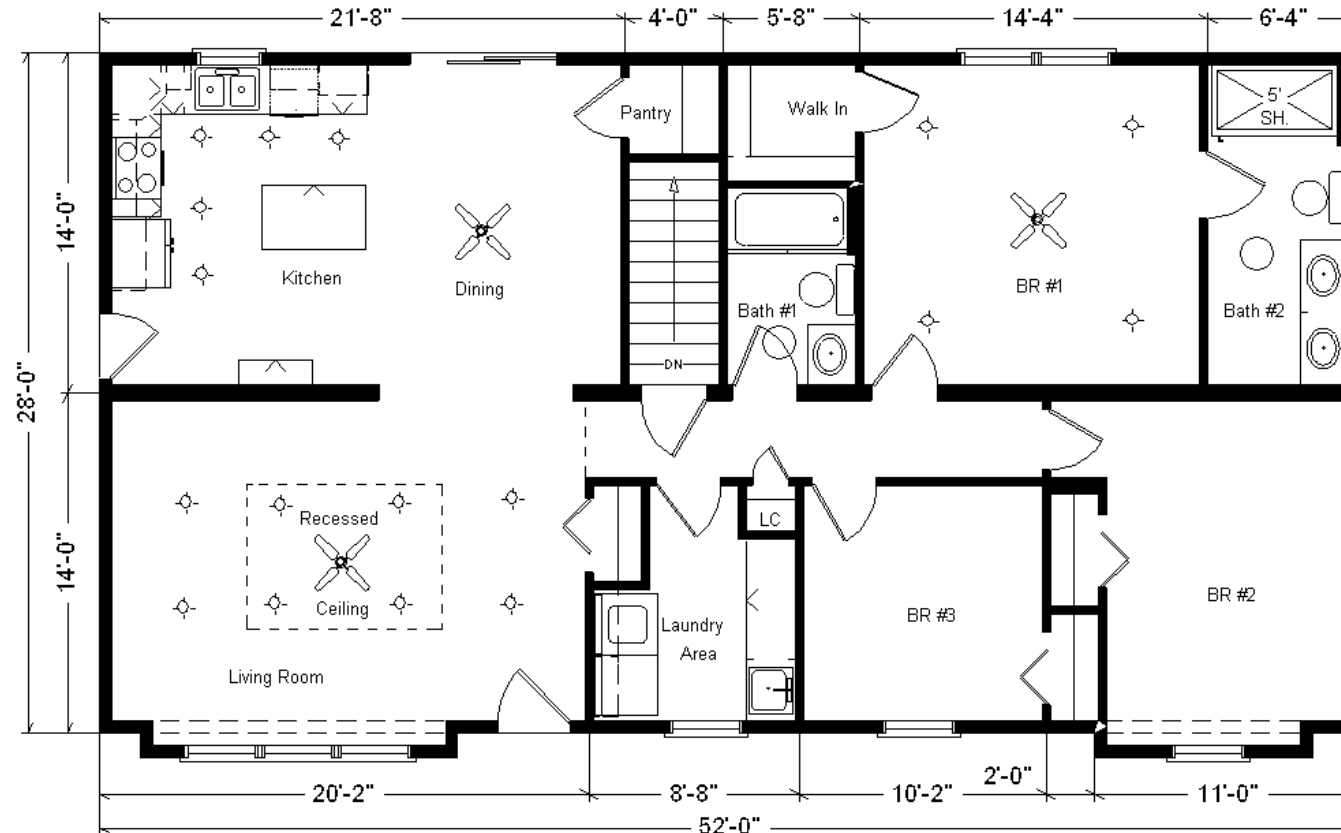 21'-8" 4'-0" 5'-8" 14'-4" 6'-4"
Pantry
Walk In
5'
SH.
14'-0"
Kitchen
Dining
Bath #1
BR #1
Bath #2
DN
28'-0"
14'-0"
Recessed
Ceiling
LC
Laundry
Area
BR #3
BR #2
Living Room
20'-2" 8'-8" 10'-2" 2'-0" 11'-0"
52'-0"